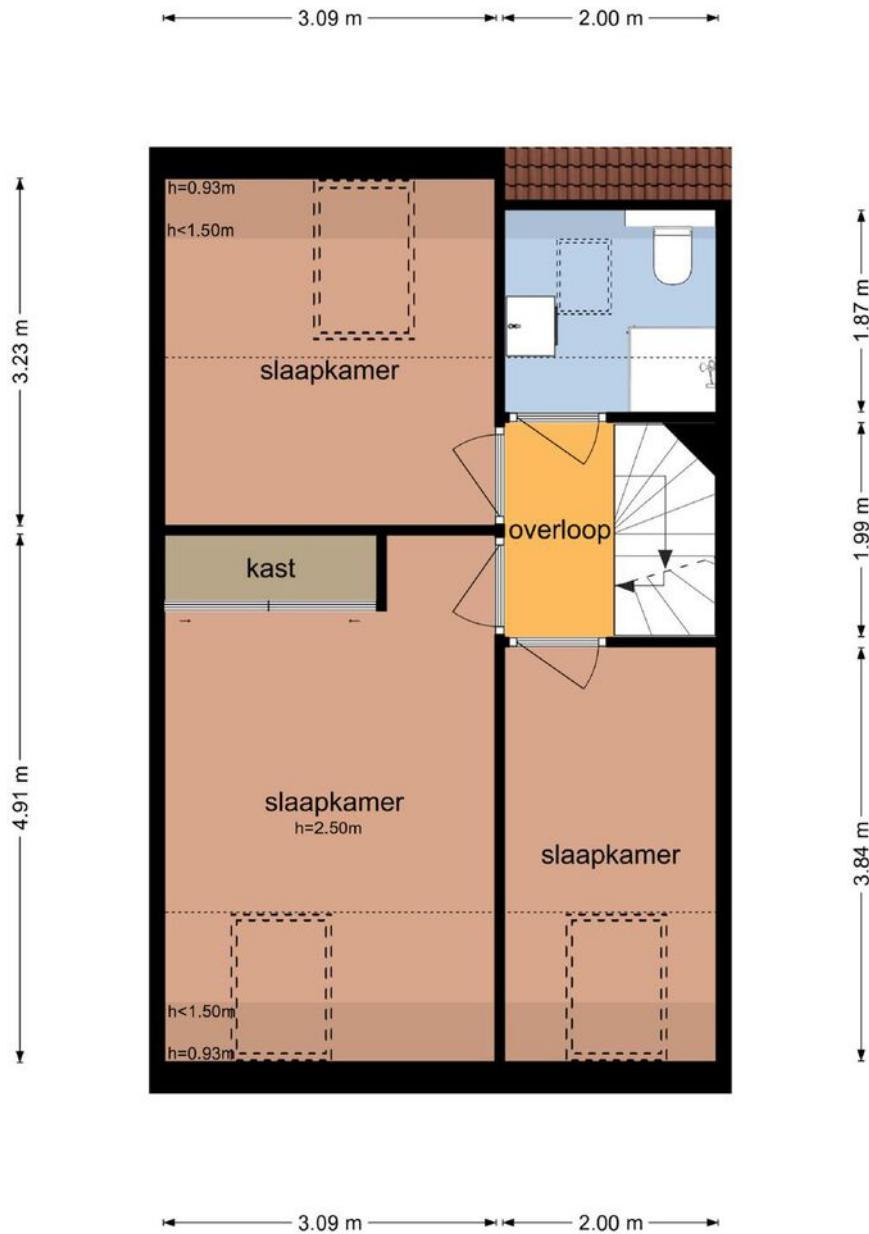 3.09 m
2.00 m
h=0.93m
h<1.50m
3.23 m
1.87 m
slaapkamer
overloop
1.99 m
kast
4.91 m
slaapkamer
h=2.50m
slaapkamer
3.84 m
h<1.50m
h=0.93m
3.09 m
2.00 m